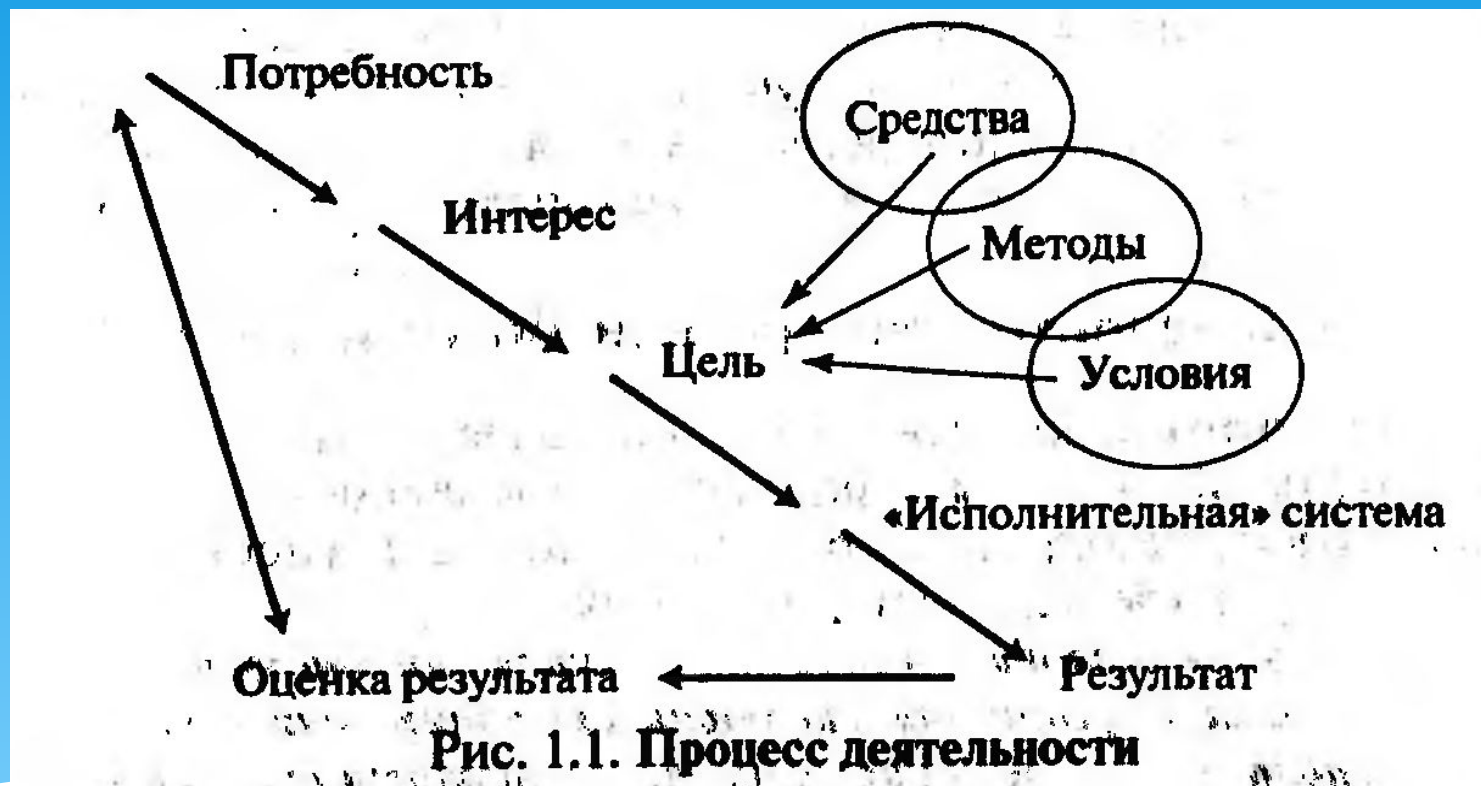 Потребность
Средства
Интерес
Методы
Цель
Условия
«Исполнительная» система
Оценка результата
Результат
Рис. 1.1. Процесс деятельности